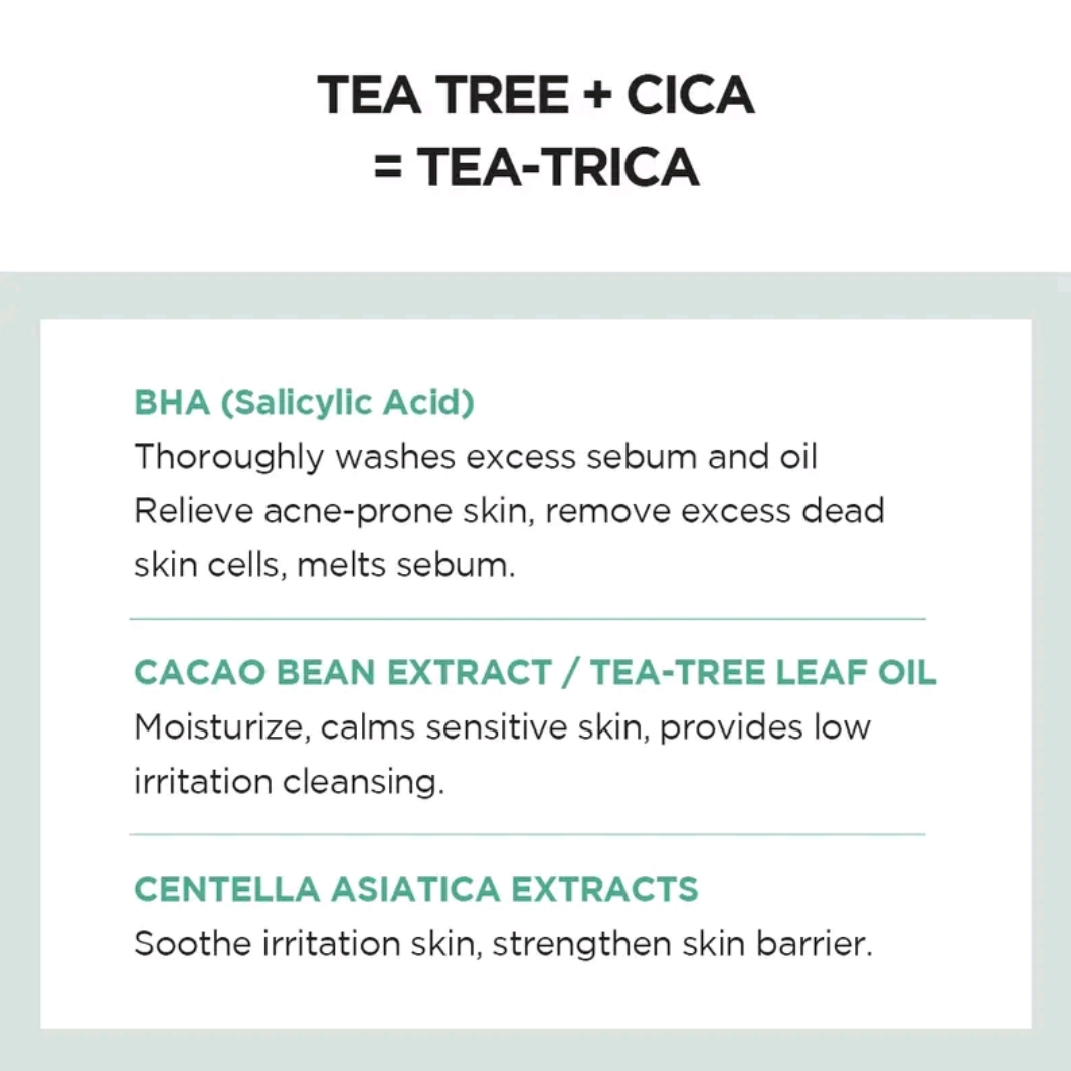 TEA TREE + CICA
= TEA-TRICA
BHA (Salicylic Acid)
Thoroughly washes excess sebum and oil
Relieve acne-prone skin, remove excess dead
skin cells, melts sebum.
CACAO BEAN EXTRACT / TEA-TREE LEAF OIL
Moisturize, calms sensitive skin, provides low
irritation cleansing.
CENTELLA ASIATICA EXTRACTS
Soothe irritation skin, strengthen skin barrier.